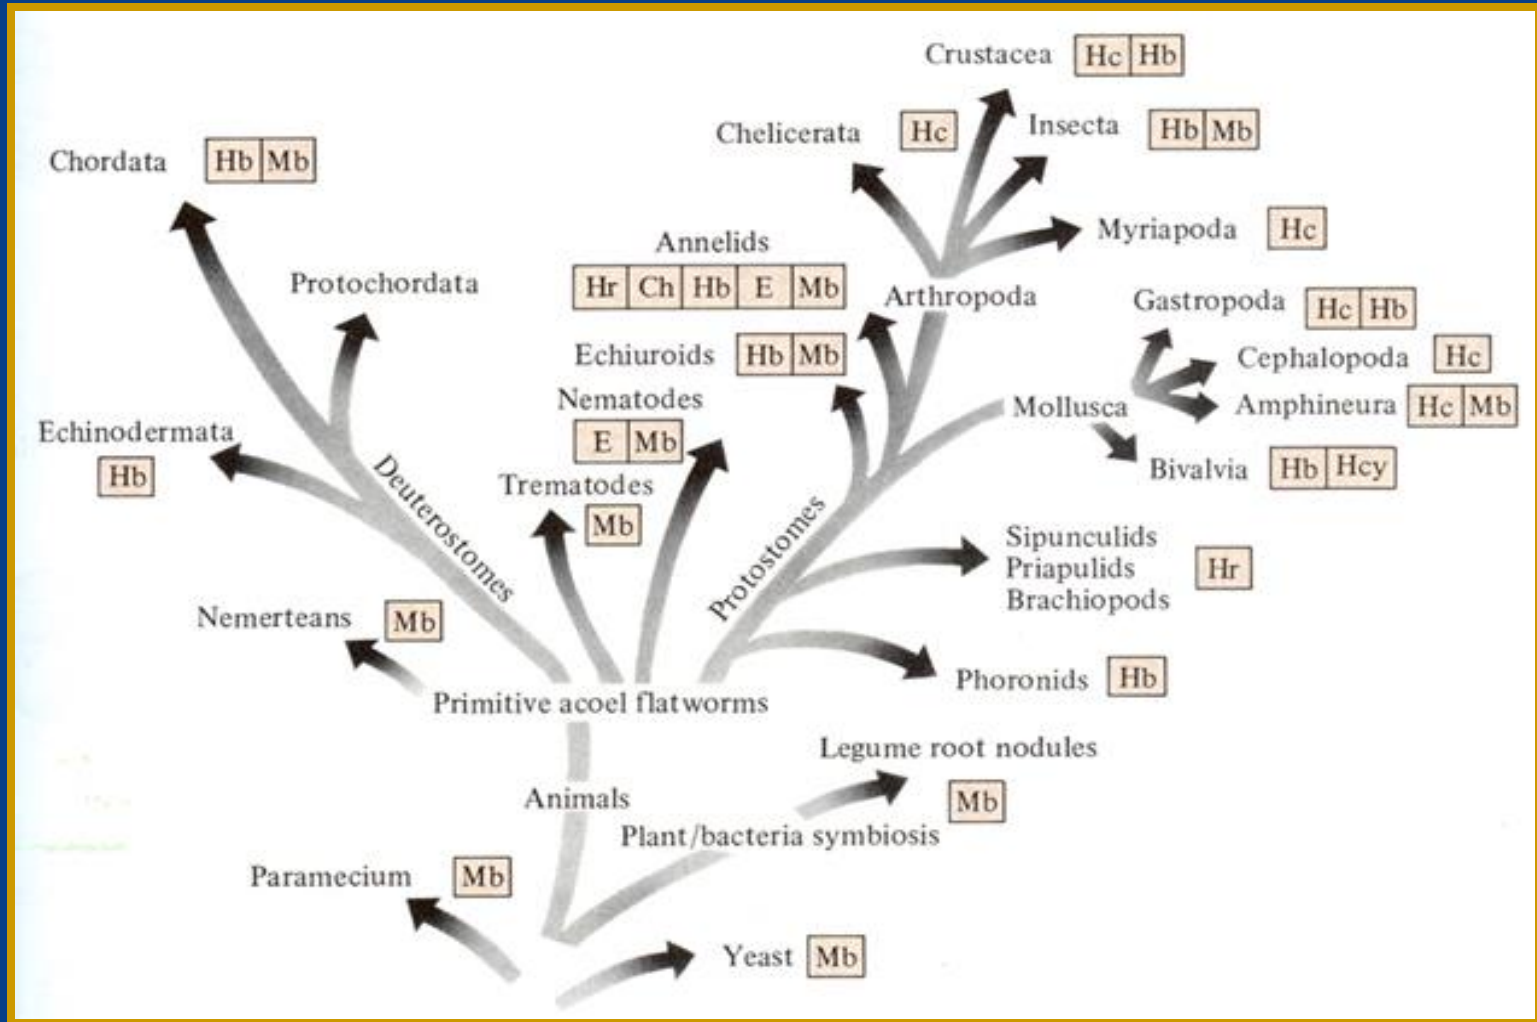 Crustacea Hc Hb
Chelicerata Hc
Insecta Hb Mb
Chordata Hb Mb
Myriapoda Hc
Annelids
Hr Ch Hb E Mb
Protochordata
Arthropoda
Gastropoda Hc Hb
Echiuroids Hb Mb
Cephalopoda Hc
Nematodes
E Mb
Mollusca
Amphineura Hc Mb
Echinodermata
Hb
Bivalvia Hb Hcy
Trematodes
Mb
Deuterostomes
Protostomes
Sipunculids
Priapulids
Brachiopods
Hr
Nemerteans Mb
Phoronids Hb
Primitive acoel flatworms
Legume root nodules
Mb
Animals
Plant/bacteria symbiosis
Paramecium Mb
Yeast Mb